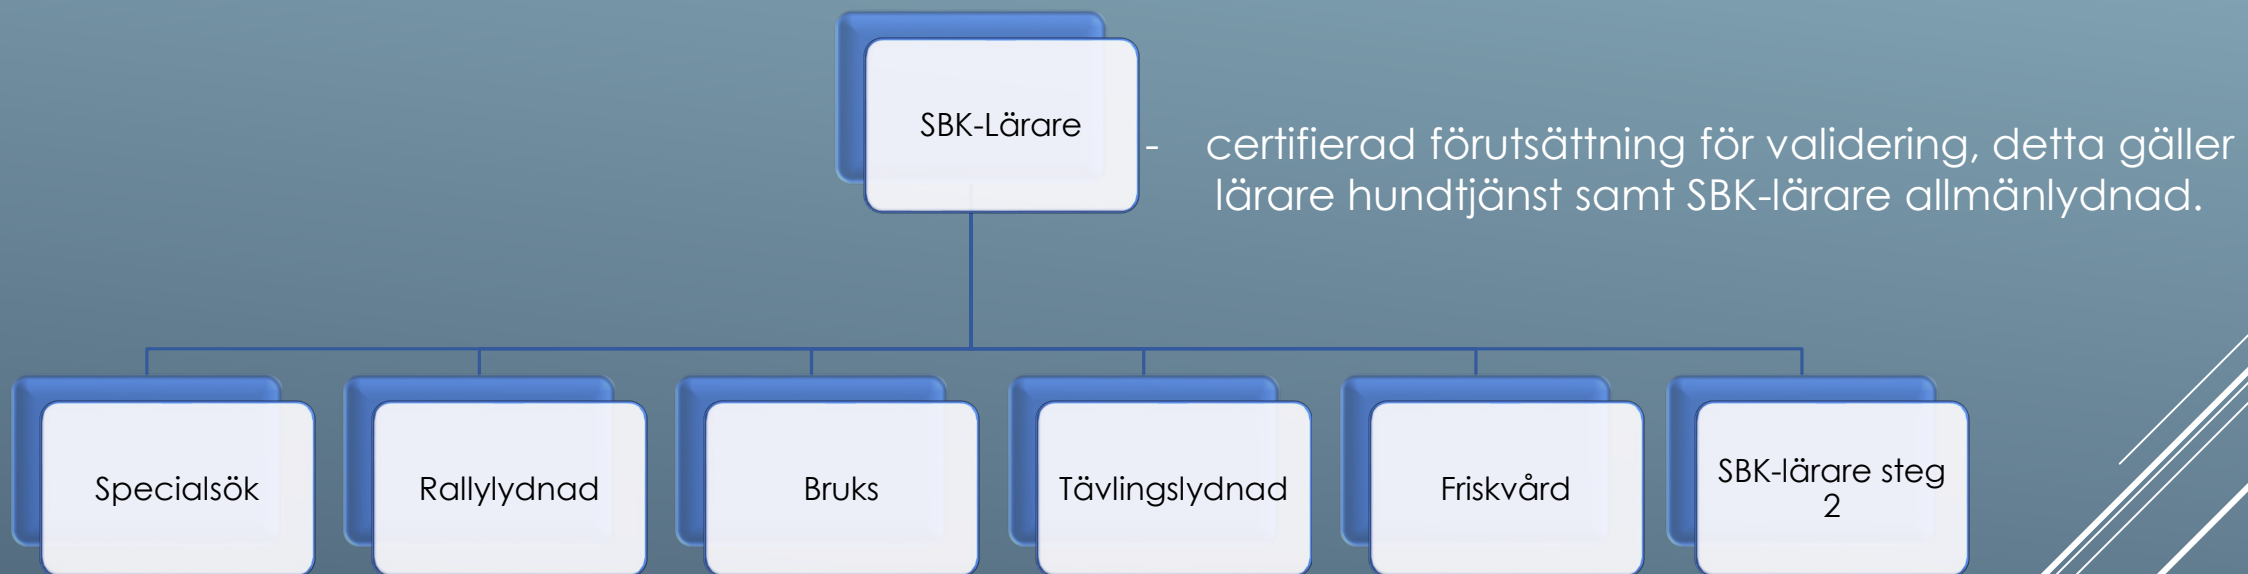 SBK-Lärare
- certifierad förutsättning för validering, detta gäller
lärare hundtjänst samt SBK-lärare allmänlydnad.
Specialsök
Rallylydnad
Bruks
Tävlingslydnad
Friskvård
SBK-lärare steg
2